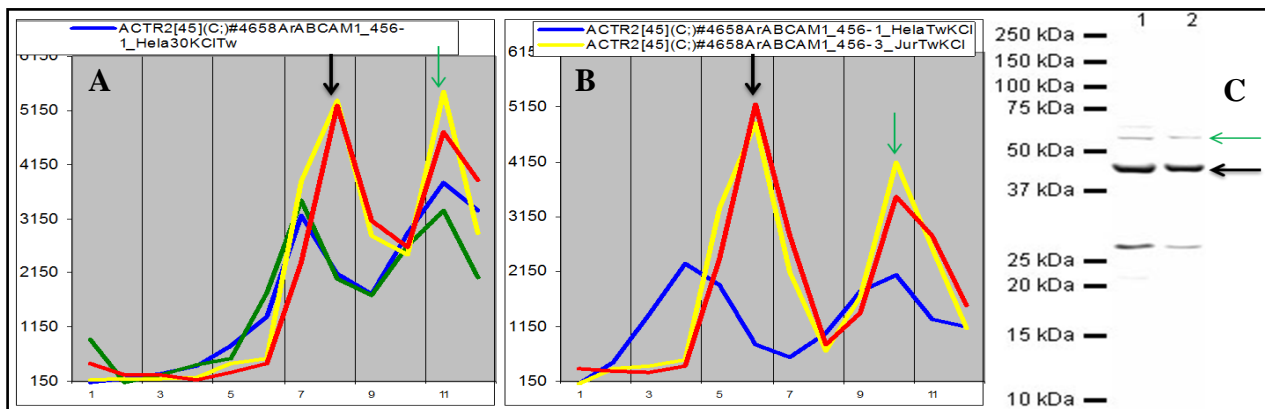 ACTR2[45](C;)#4658ArABCAM1_456-
1_Hela30KClTw
A
6150
5150
4150
3150
2150
1150
150
1 3 5 7 9 11
ACTR2[45](C;)#4658ArABCAM1_456-1_HelaTwKCl
ACTR2[45](C;)#4658ArABCAM1_456-3_JurTwKCl
B
6150
5150
4150
3150
2150
1150
150
1 3 5 7 9 11
1 2
C
250 kDa
150 kDa
100 kDa
75 kDa
50 kDa
37 kDa
25 kDa
20 kDa
15 kDa
10 kDa